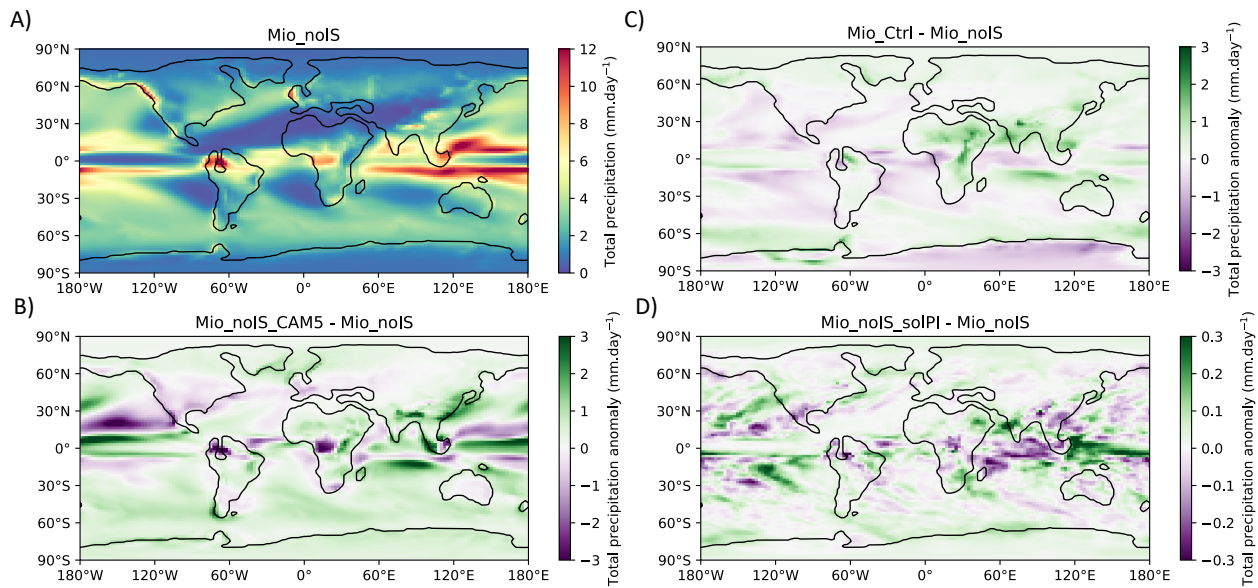 A)
Mio_noIS
90°N
60°N
30°N
0°
30°S
60°S
90°S
180°W 120°W 60°W 0° 60°E 120°E 180°E
12
10
8
6
4
2
0
Total precipitation (mm.day⁻¹)
C)
Mio_Ctrl - Mio_noIS
90°N
60°N
30°N
0°
30°S
60°S
90°S
180°W 120°W 60°W 0° 60°E 120°E 180°E
3
2
1
0
−1
−2
−3
Total precipitation anomaly (mm.day⁻¹)
B)
Mio_noIS_CAM5 - Mio_noIS
90°N
60°N
30°N
0°
30°S
60°S
90°S
180°W 120°W 60°W 0° 60°E 120°E 180°E
3
2
1
0
−1
−2
−3
Total precipitation anomaly (mm.day⁻¹)
D)
Mio_noIS_solPI - Mio_noIS
90°N
60°N
30°N
0°
30°S
60°S
90°S
180°W 120°W 60°W 0° 60°E 120°E 180°E
0.3
0.2
0.1
0.0
−0.1
−0.2
−0.3
Total precipitation anomaly (mm.day⁻¹)